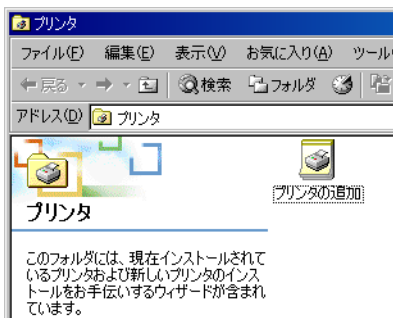 プリンタ
ファイル(F) 編集(E) 表示(V) お気に入り(A) ツール
戻る 検索 フォルダ
アドレス(D) プリンタ
プリンタの追加
プリンタ
このフォルダには、現在インストールされて
いるプリンタおよび新しいプリンタのインス
トールをお手伝いするウィザードが含まれ
ています。